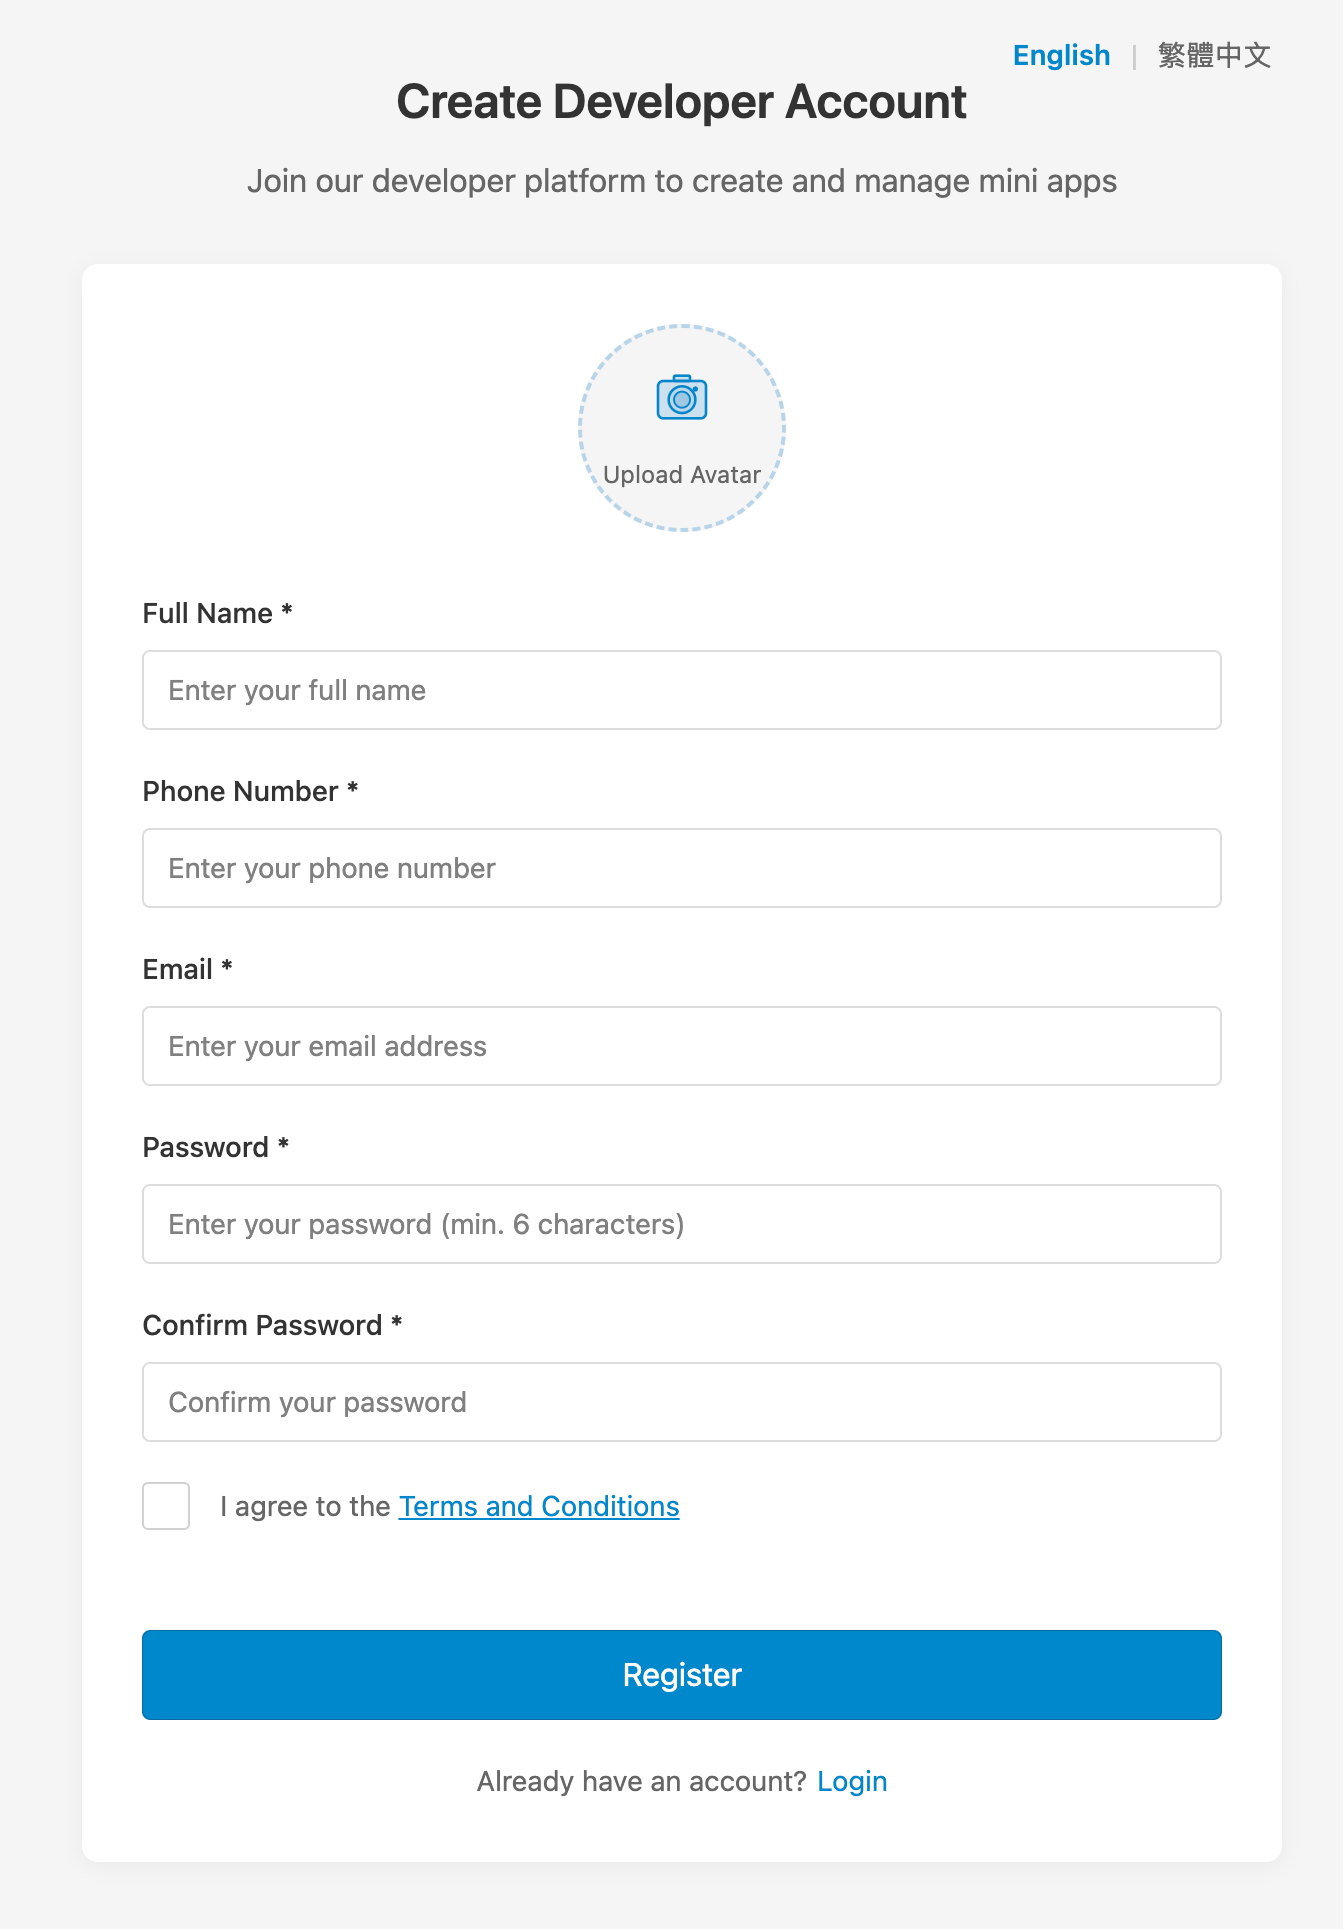 English | 繁體中文
Create Developer Account
Join our developer platform to create and manage mini apps
Upload Avatar
Full Name *
Enter your full name
Phone Number *
Enter your phone number
Email *
Enter your email address
Password *
Enter your password (min. 6 characters)
Confirm Password *
Confirm your password
I agree to the Terms and Conditions
Register
Already have an account? Login